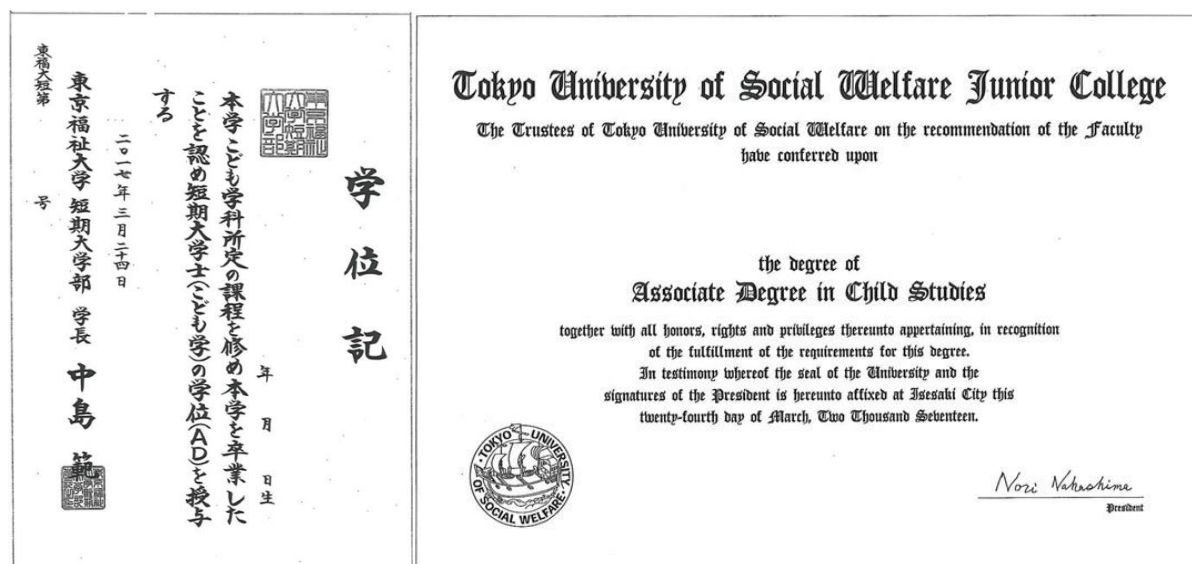 学位記
年 月 日生
本学こども学科所定の課程を修め本学を卒業した
ことを認め短期大学士(こども学)の学位(AD)を授与
する
二〇一七年三月二十四日
東京福祉大学 短期大学部 学長 中島 範
東福大短第 号
Tokyo University of Social Welfare Junior College
The Trustees of Tokyo University of Social Welfare on the recommendation of the Faculty
have conferred upon
the degree of
Associate Degree in Child Studies
together with all honors, rights and privileges thereunto appertaining, in recognition
of the fulfillment of the requirements for this degree.
In testimony whereof the seal of the University and the
signatures of the President is hereunto affixed at Isesaki City this
twenty-fourth day of March, Two Thousand Seventeen.
TOKYO UNIVERSITY
OF SOCIAL WELFARE
Nori Nakashima
President